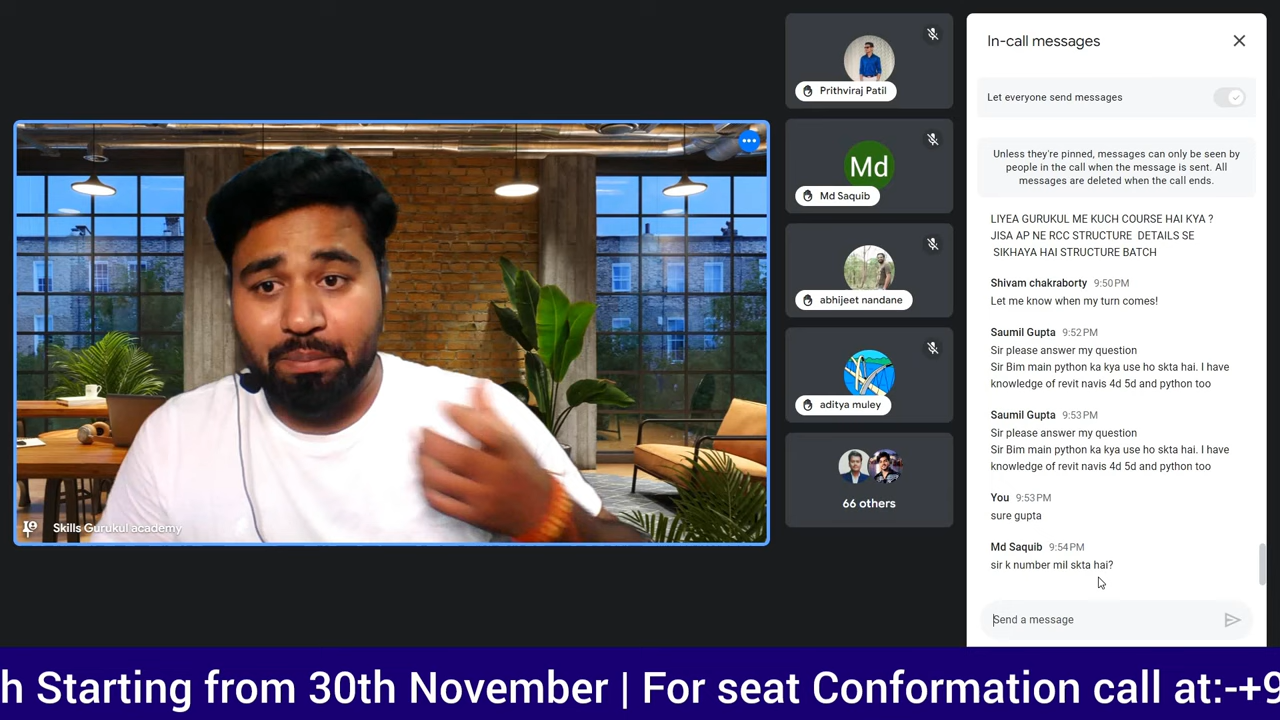 In-call messages
Let everyone send messages
Unless they're pinned, messages can only be seen by
people in the call when the message is sent. All
messages are deleted when the call ends.
LIYEA GURUKUL ME KUCH COURSE HAI KYA ?
JISA AP NE RCC STRUCTURE  DETAILS SE
SIKHAYA HAI STRUCTURE BATCH
Shivam chakraborty 9:50 PM
Let me know when my turn comes!
Saumil Gupta 9:52 PM
Sir please answer my question
Sir Bim main python ka kya use ho skta hai. I have
knowledge of revit navis 4d 5d and python too
Saumil Gupta 9:53 PM
Sir please answer my question
Sir Bim main python ka kya use ho skta hai. I have
knowledge of revit navis 4d 5d and python too
You 9:53 PM
sure gupta
Md Saquib 9:54 PM
sir k number mil skta hai?
Send a message
Prithviraj Patil
Md
Md Saquib
abhijeet nandane
aditya muley
66 others
Skills Gurukul academy
h Starting from 30th November | For seat Conformation call at:-+9